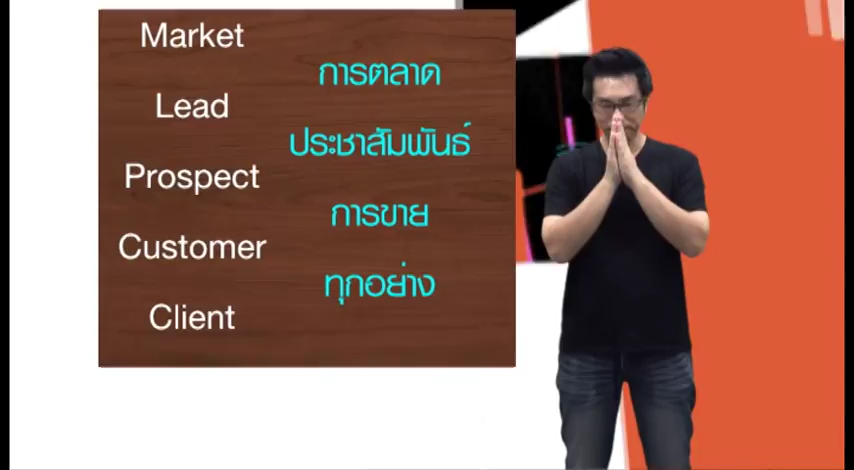 Market
การตลาด
Lead
ประชาสัมพันธ์
Prospect
การขาย
Customer
ทุกอย่าง
Client